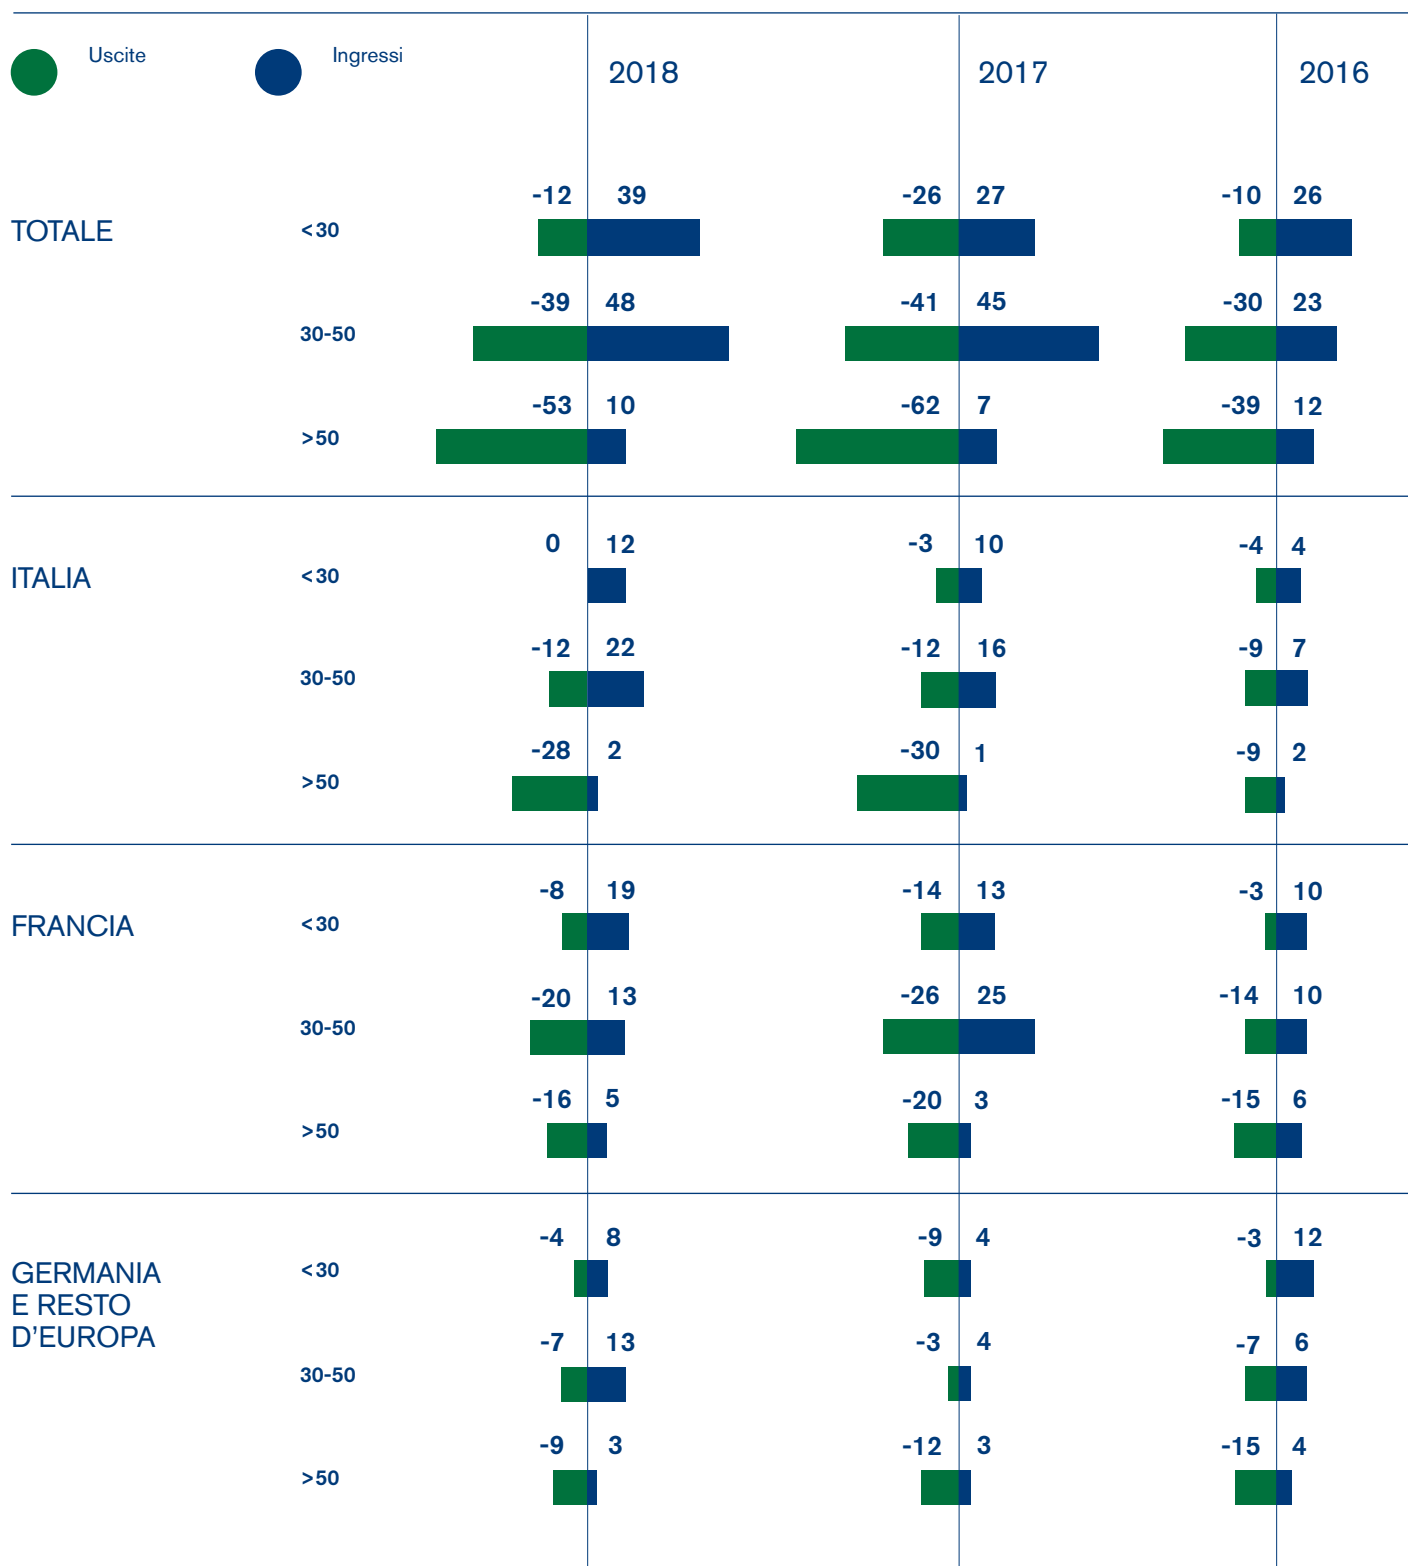 Uscite Ingressi
2018 2017 2016
-12 39 -26 27 -10 26
TOTALE <30
-39 48 -41 45 -30 23
30-50
-53 10 -62 7 -39 12
>50
0 12 -3 10 -4 4
ITALIA <30
-12 22 -12 16 -9 7
30-50
-28 2 -30 1 -9 2
>50
-8 19 -14 13 -3 10
FRANCIA <30
-20 13 -26 25 -14 10
30-50
-16 5 -20 3 -15 6
>50
-4 8 -9 4 -3 12
GERMANIA <30
E RESTO
D'EUROPA
-7 13 -3 4 -7 6
30-50
-9 3 -12 3 -15 4
>50